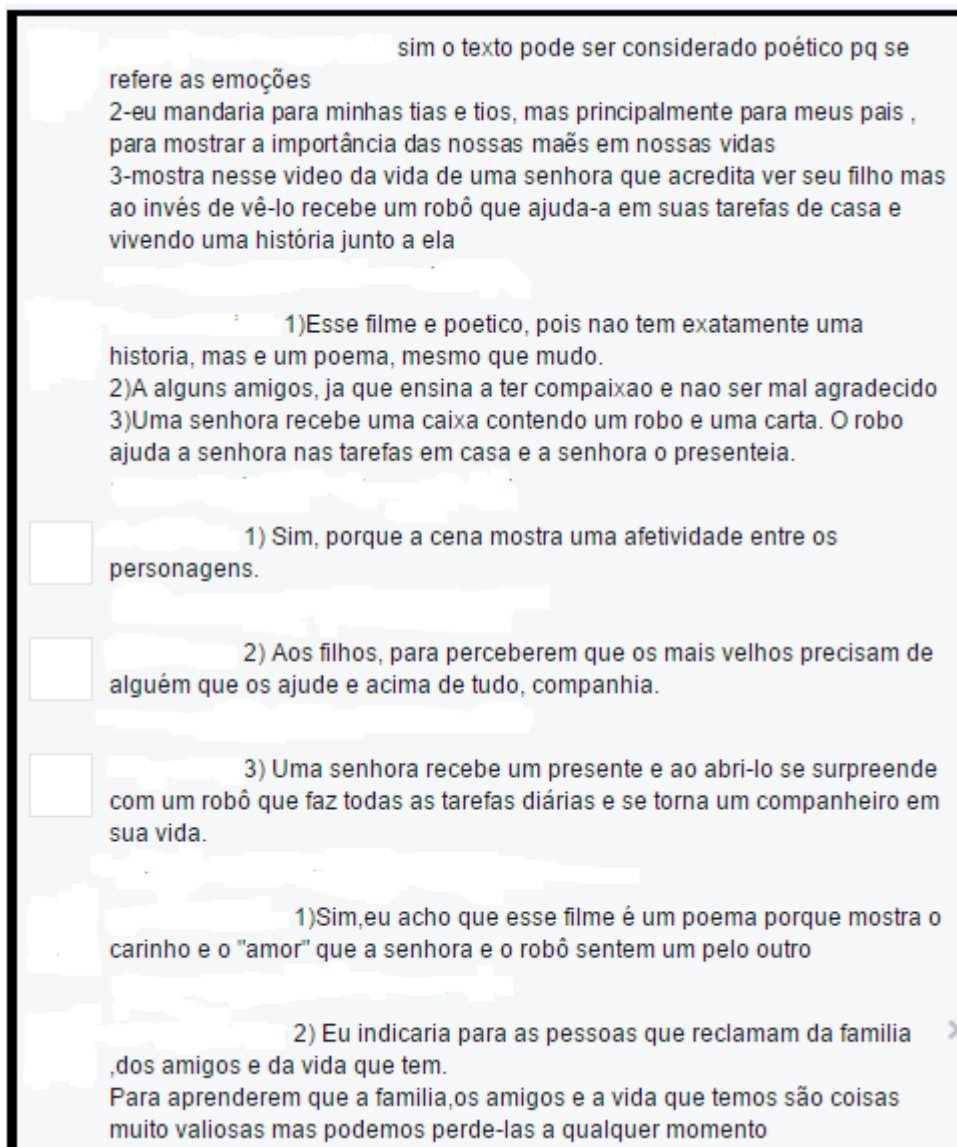 sim o texto pode ser considerado poético pq se
refere as emoções
2-eu mandaria para minhas tias e tios, mas principalmente para meus pais ,
para mostrar a importância das nossas maẽs em nossas vidas
3-mostra nesse video da vida de uma senhora que acredita ver seu filho mas
ao invés de vê-lo recebe um robô que ajuda-a em suas tarefas de casa e
vivendo uma história junto a ela
1)Esse filme e poetico, pois nao tem exatamente uma
historia, mas e um poema, mesmo que mudo.
2)A alguns amigos, ja que ensina a ter compaixao e nao ser mal agradecido
3)Uma senhora recebe uma caixa contendo um robo e uma carta. O robo
ajuda a senhora nas tarefas em casa e a senhora o presenteia.
1) Sim, porque a cena mostra uma afetividade entre os
personagens.
2) Aos filhos, para perceberem que os mais velhos precisam de
alguém que os ajude e acima de tudo, companhia.
3) Uma senhora recebe um presente e ao abri-lo se surpreende
com um robô que faz todas as tarefas diárias e se torna um companheiro em
sua vida.
1)Sim,eu acho que esse filme é um poema porque mostra o
carinho e o "amor" que a senhora e o robô sentem um pelo outro
2) Eu indicaria para as pessoas que reclamam da familia
,dos amigos e da vida que tem.
Para aprenderem que a familia,os amigos e a vida que temos são coisas
muito valiosas mas podemos perde-las a qualquer momento